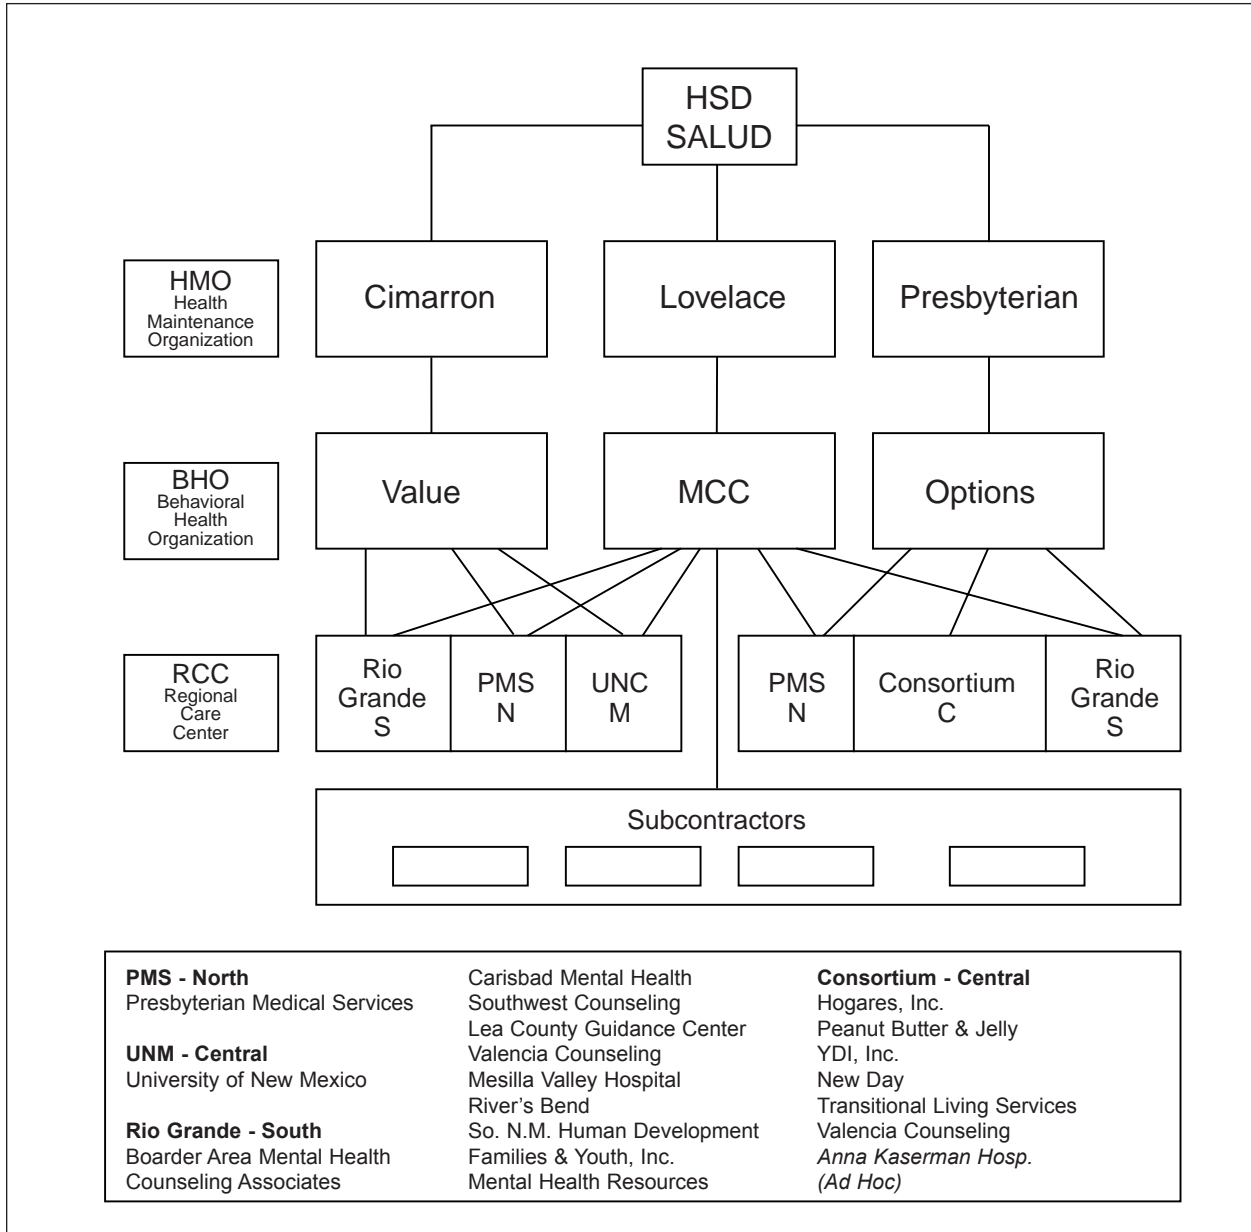 HSD
SALUD
HMO
Health
Maintenance
Organization
Cimarron
Lovelace
Presbyterian
BHO
Behavioral
Health
Organization
Value
MCC
Options
RCC
Regional
Care
Center
Rio
Grande
S
PMS
N
UNC
M
PMS
N
Consortium
C
Rio
Grande
S
Subcontractors
PMS - North
Presbyterian Medical Services
UNM - Central
University of New Mexico
Rio Grande - South
Boarder Area Mental Health
Counseling Associates
Carisbad Mental Health
Southwest Counseling
Lea County Guidance Center
Valencia Counseling
Mesilla Valley Hospital
River's Bend
So. N.M. Human Development
Families & Youth, Inc.
Mental Health Resources
Consortium - Central
Hogares, Inc.
Peanut Butter & Jelly
YDI, Inc.
New Day
Transitional Living Services
Valencia Counseling
Anna Kaserman Hosp.
(Ad Hoc)